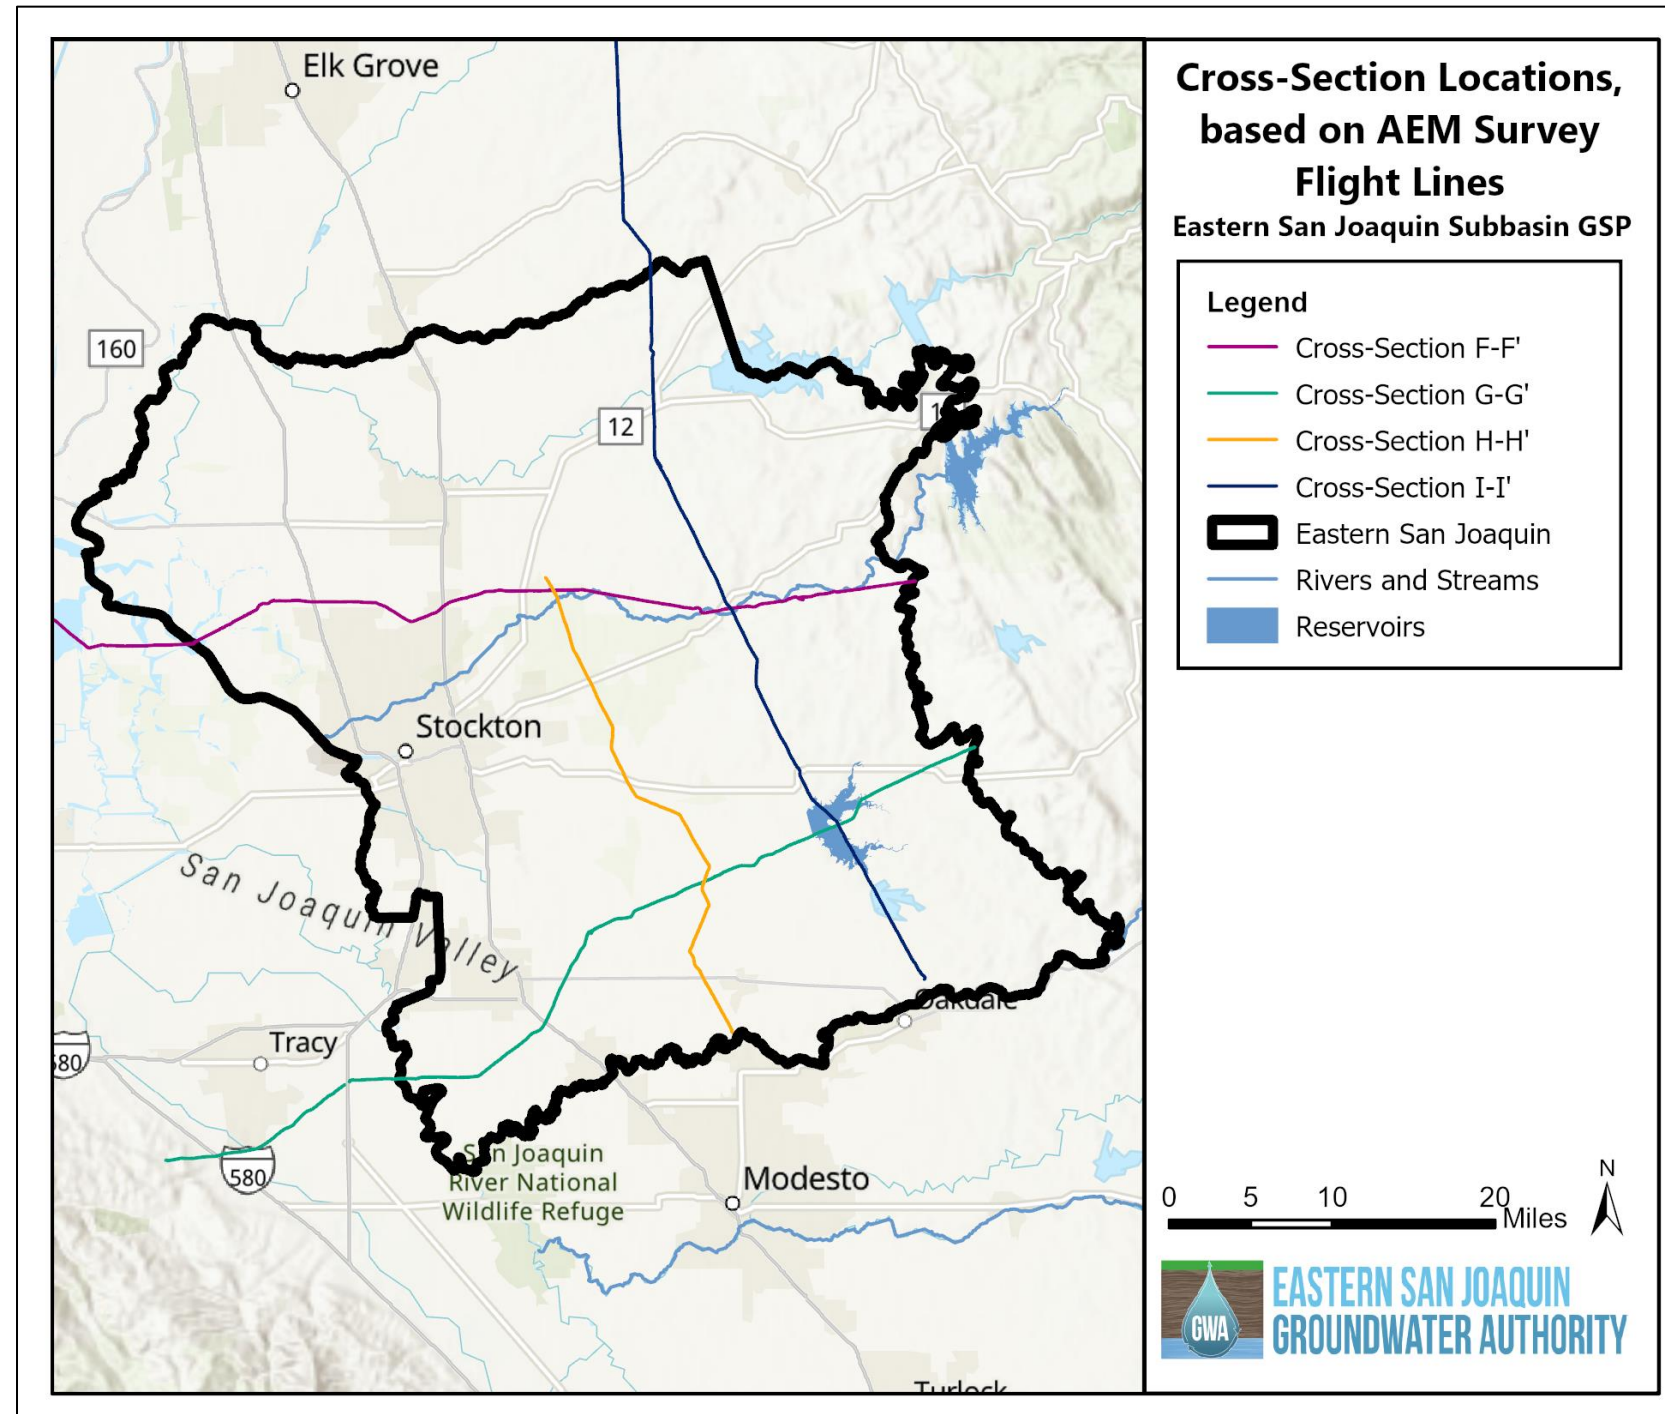 Elk Grove
160
12
1
Stockton
San Joaquin Valley
Oakdale
Tracy
580
580
San Joaquin
River National
Wildlife Refuge
Modesto
Turlock
Cross-Section Locations,
based on AEM Survey
Flight Lines
Eastern San Joaquin Subbasin GSP
Legend
Cross-Section F-F'
Cross-Section G-G'
Cross-Section H-H'
Cross-Section I-I'
Eastern San Joaquin
Rivers and Streams
Reservoirs
N
0 5 10 20 Miles
GWA
EASTERN SAN JOAQUIN
GROUNDWATER AUTHORITY